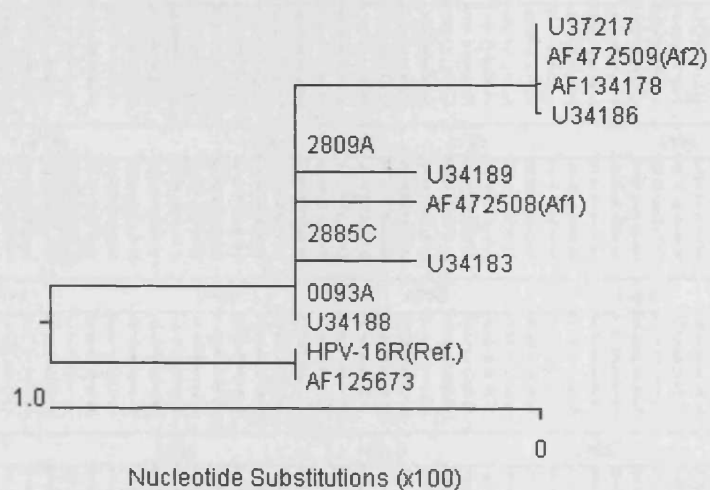 U37217
AF472509(Af2)
AF134178
U34186
2809A
U34189
AF472508(Af1)
2885C
U34183
0093A
U34188
HPV-16R(Ref.)
AF125673
1.0
0
Nucleotide Substitutions (x100)